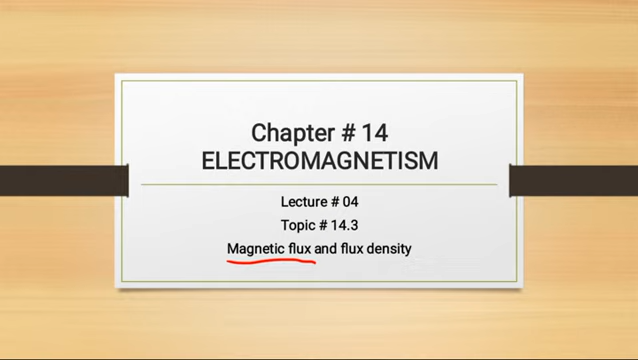 Chapter # 14
ELECTROMAGNETISM
Lecture # 04
Topic # 14.3
Magnetic flux and flux density